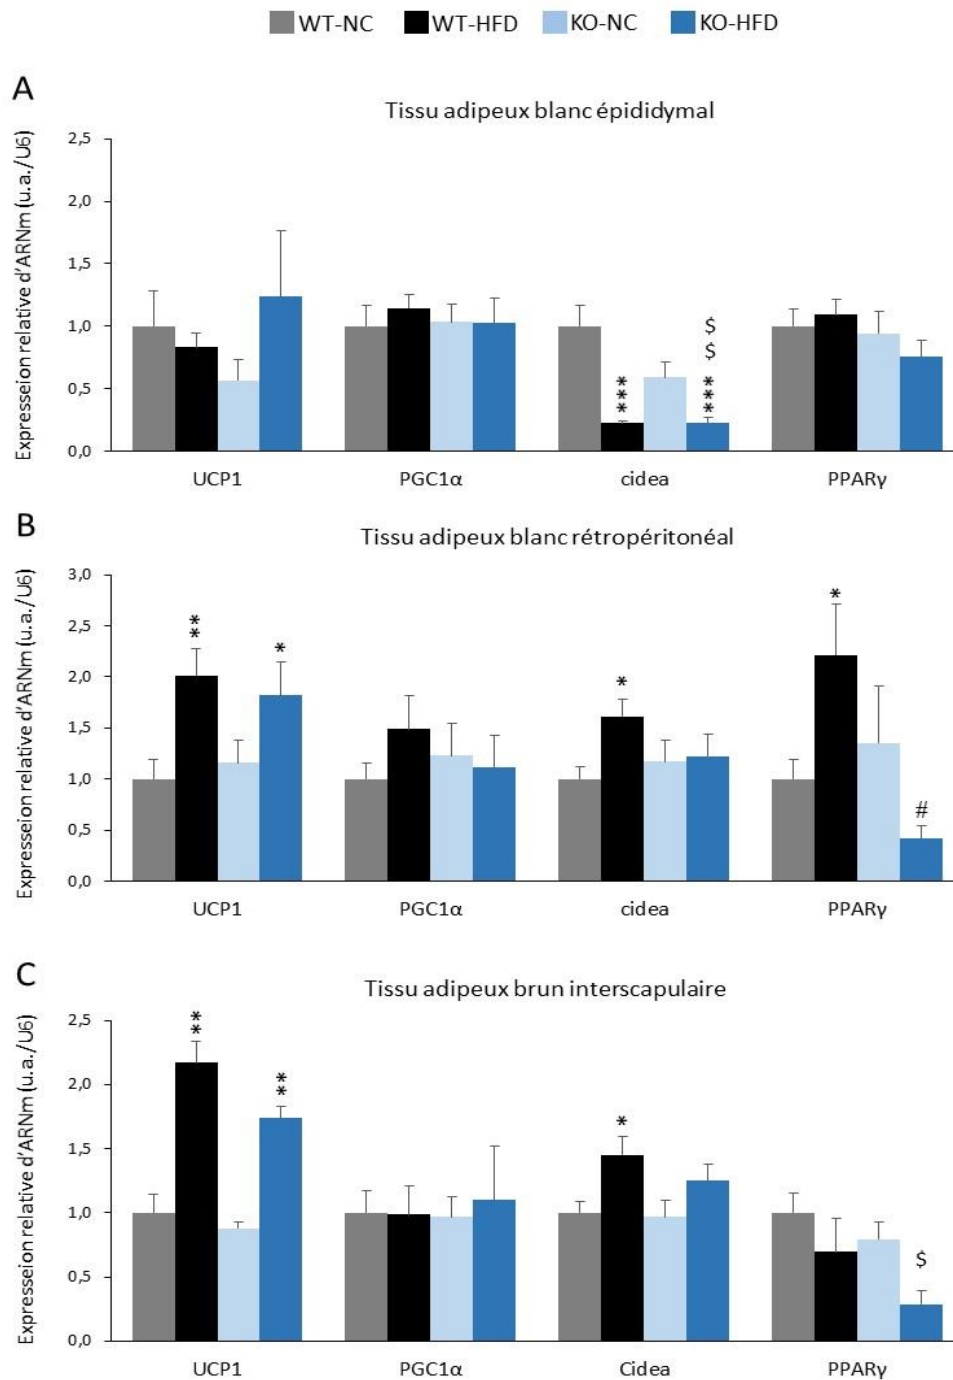 WT-NC WT-HFD KO-NC KO-HFD
A
Tissu adipeux blanc épididymal
Expresseion relative d'ARNm (u.a./U6)
2,5
2,0
1,5
1,0
0,5
0,0
$
$
*** *** 
UCP1 PGC1α cidea PPARγ
B
Tissu adipeux blanc rétropéritonéal
Expresseion relative d'ARNm (u.a./U6)
3,0
2,5
2,0
1,5
1,0
0,5
0,0
** * * * #
UCP1 PGC1α cidea PPARγ
C
Tissu adipeux brun interscapulaire
Expresseion relative d'ARNm (u.a./U6)
2,5
2,0
1,5
1,0
0,5
0,0
** ** * $
UCP1 PGC1α Cidea PPARγ